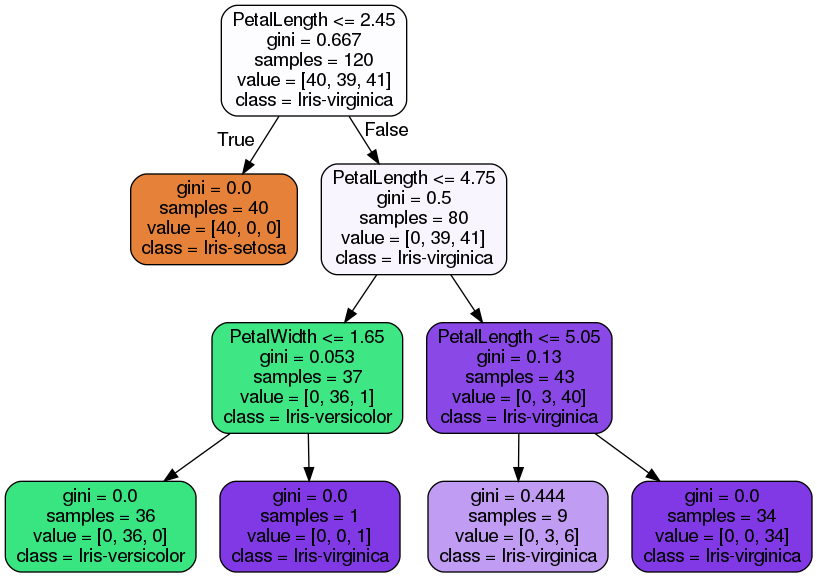 PetalLength <= 2.45
gini = 0.667
samples = 120
value = [40, 39, 41]
class = Iris-virginica
True
False
gini = 0.0
samples = 40
value = [40, 0, 0]
class = Iris-setosa
PetalLength <= 4.75
gini = 0.5
samples = 80
value = [0, 39, 41]
class = Iris-virginica
PetalWidth <= 1.65
gini = 0.053
samples = 37
value = [0, 36, 1]
class = Iris-versicolor
PetalLength <= 5.05
gini = 0.13
samples = 43
value = [0, 3, 40]
class = Iris-virginica
gini = 0.0
samples = 36
value = [0, 36, 0]
class = Iris-versicolor
gini = 0.0
samples = 1
value = [0, 0, 1]
class = Iris-virginica
gini = 0.444
samples = 9
value = [0, 3, 6]
class = Iris-virginica
gini = 0.0
samples = 34
value = [0, 0, 34]
class = Iris-virginica